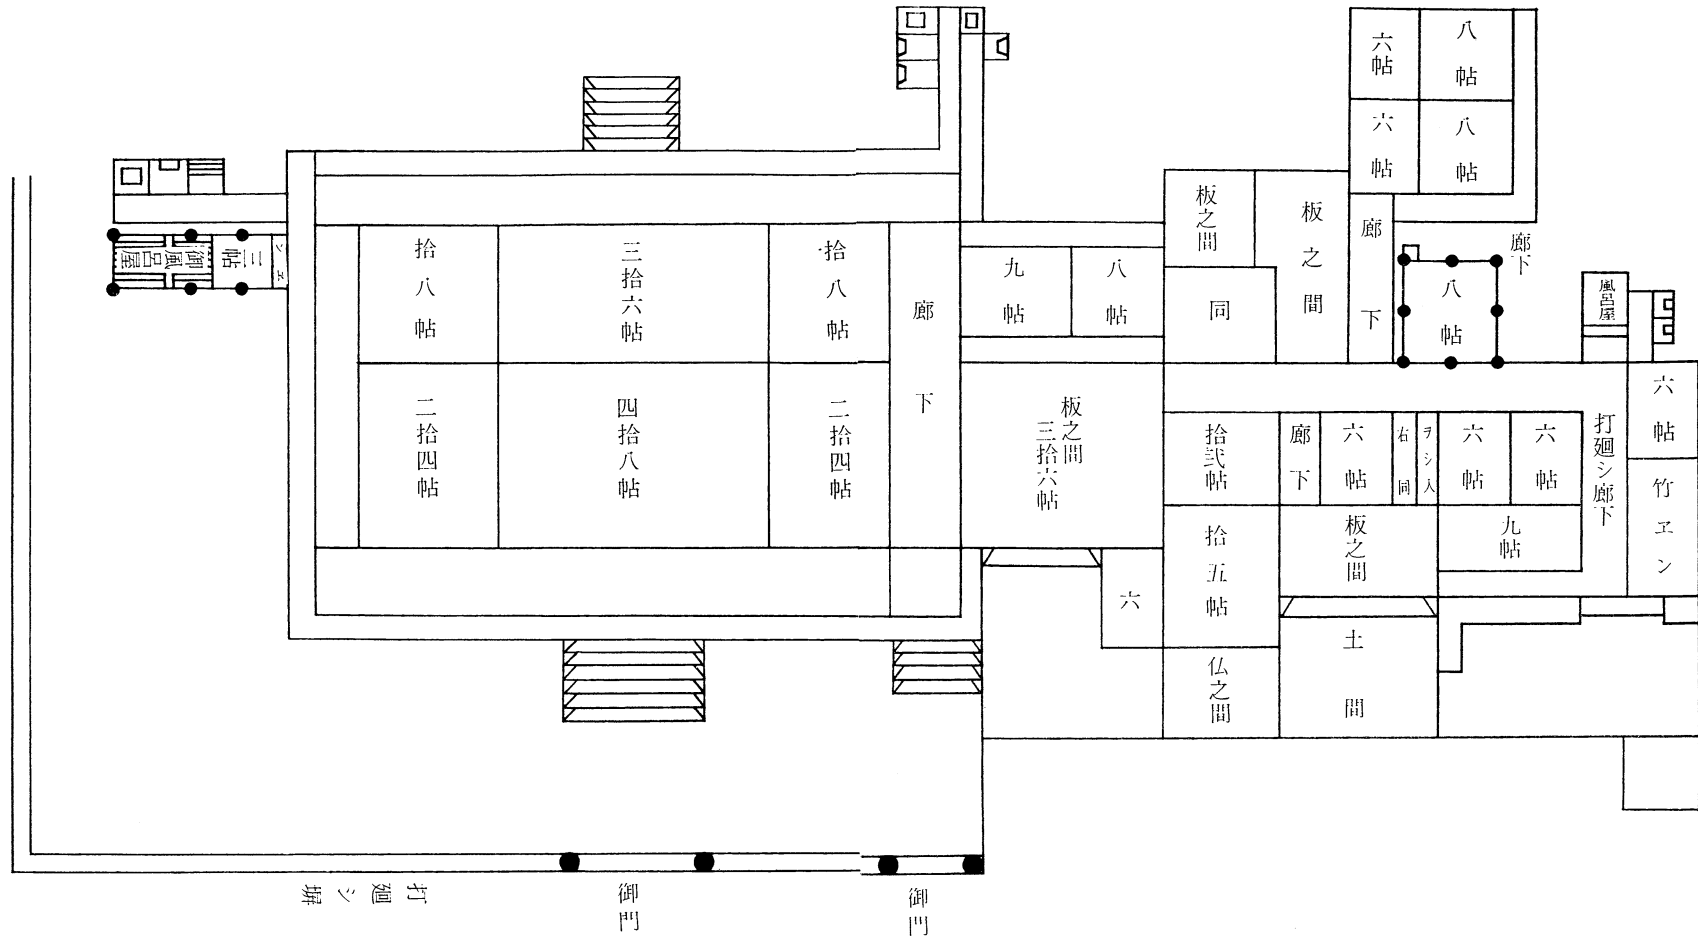 六帖
八帖
六帖
八帖
板之間
板之間
廊下
廊下
八帖
風呂屋
御風呂屋
三帖
拾八帖
三拾六帖
拾八帖
廊下
九帖
八帖
同
二拾四帖
四拾八帖
二拾四帖
板之間
三拾六帖
拾弐帖
廊下
六帖
右同
ヲシ入
六帖
六帖
打廻シ廊下
六帖
竹ヱン
拾五帖
板之間
九帖
六
仏之間
土間
打廻シ塀
御門
御門